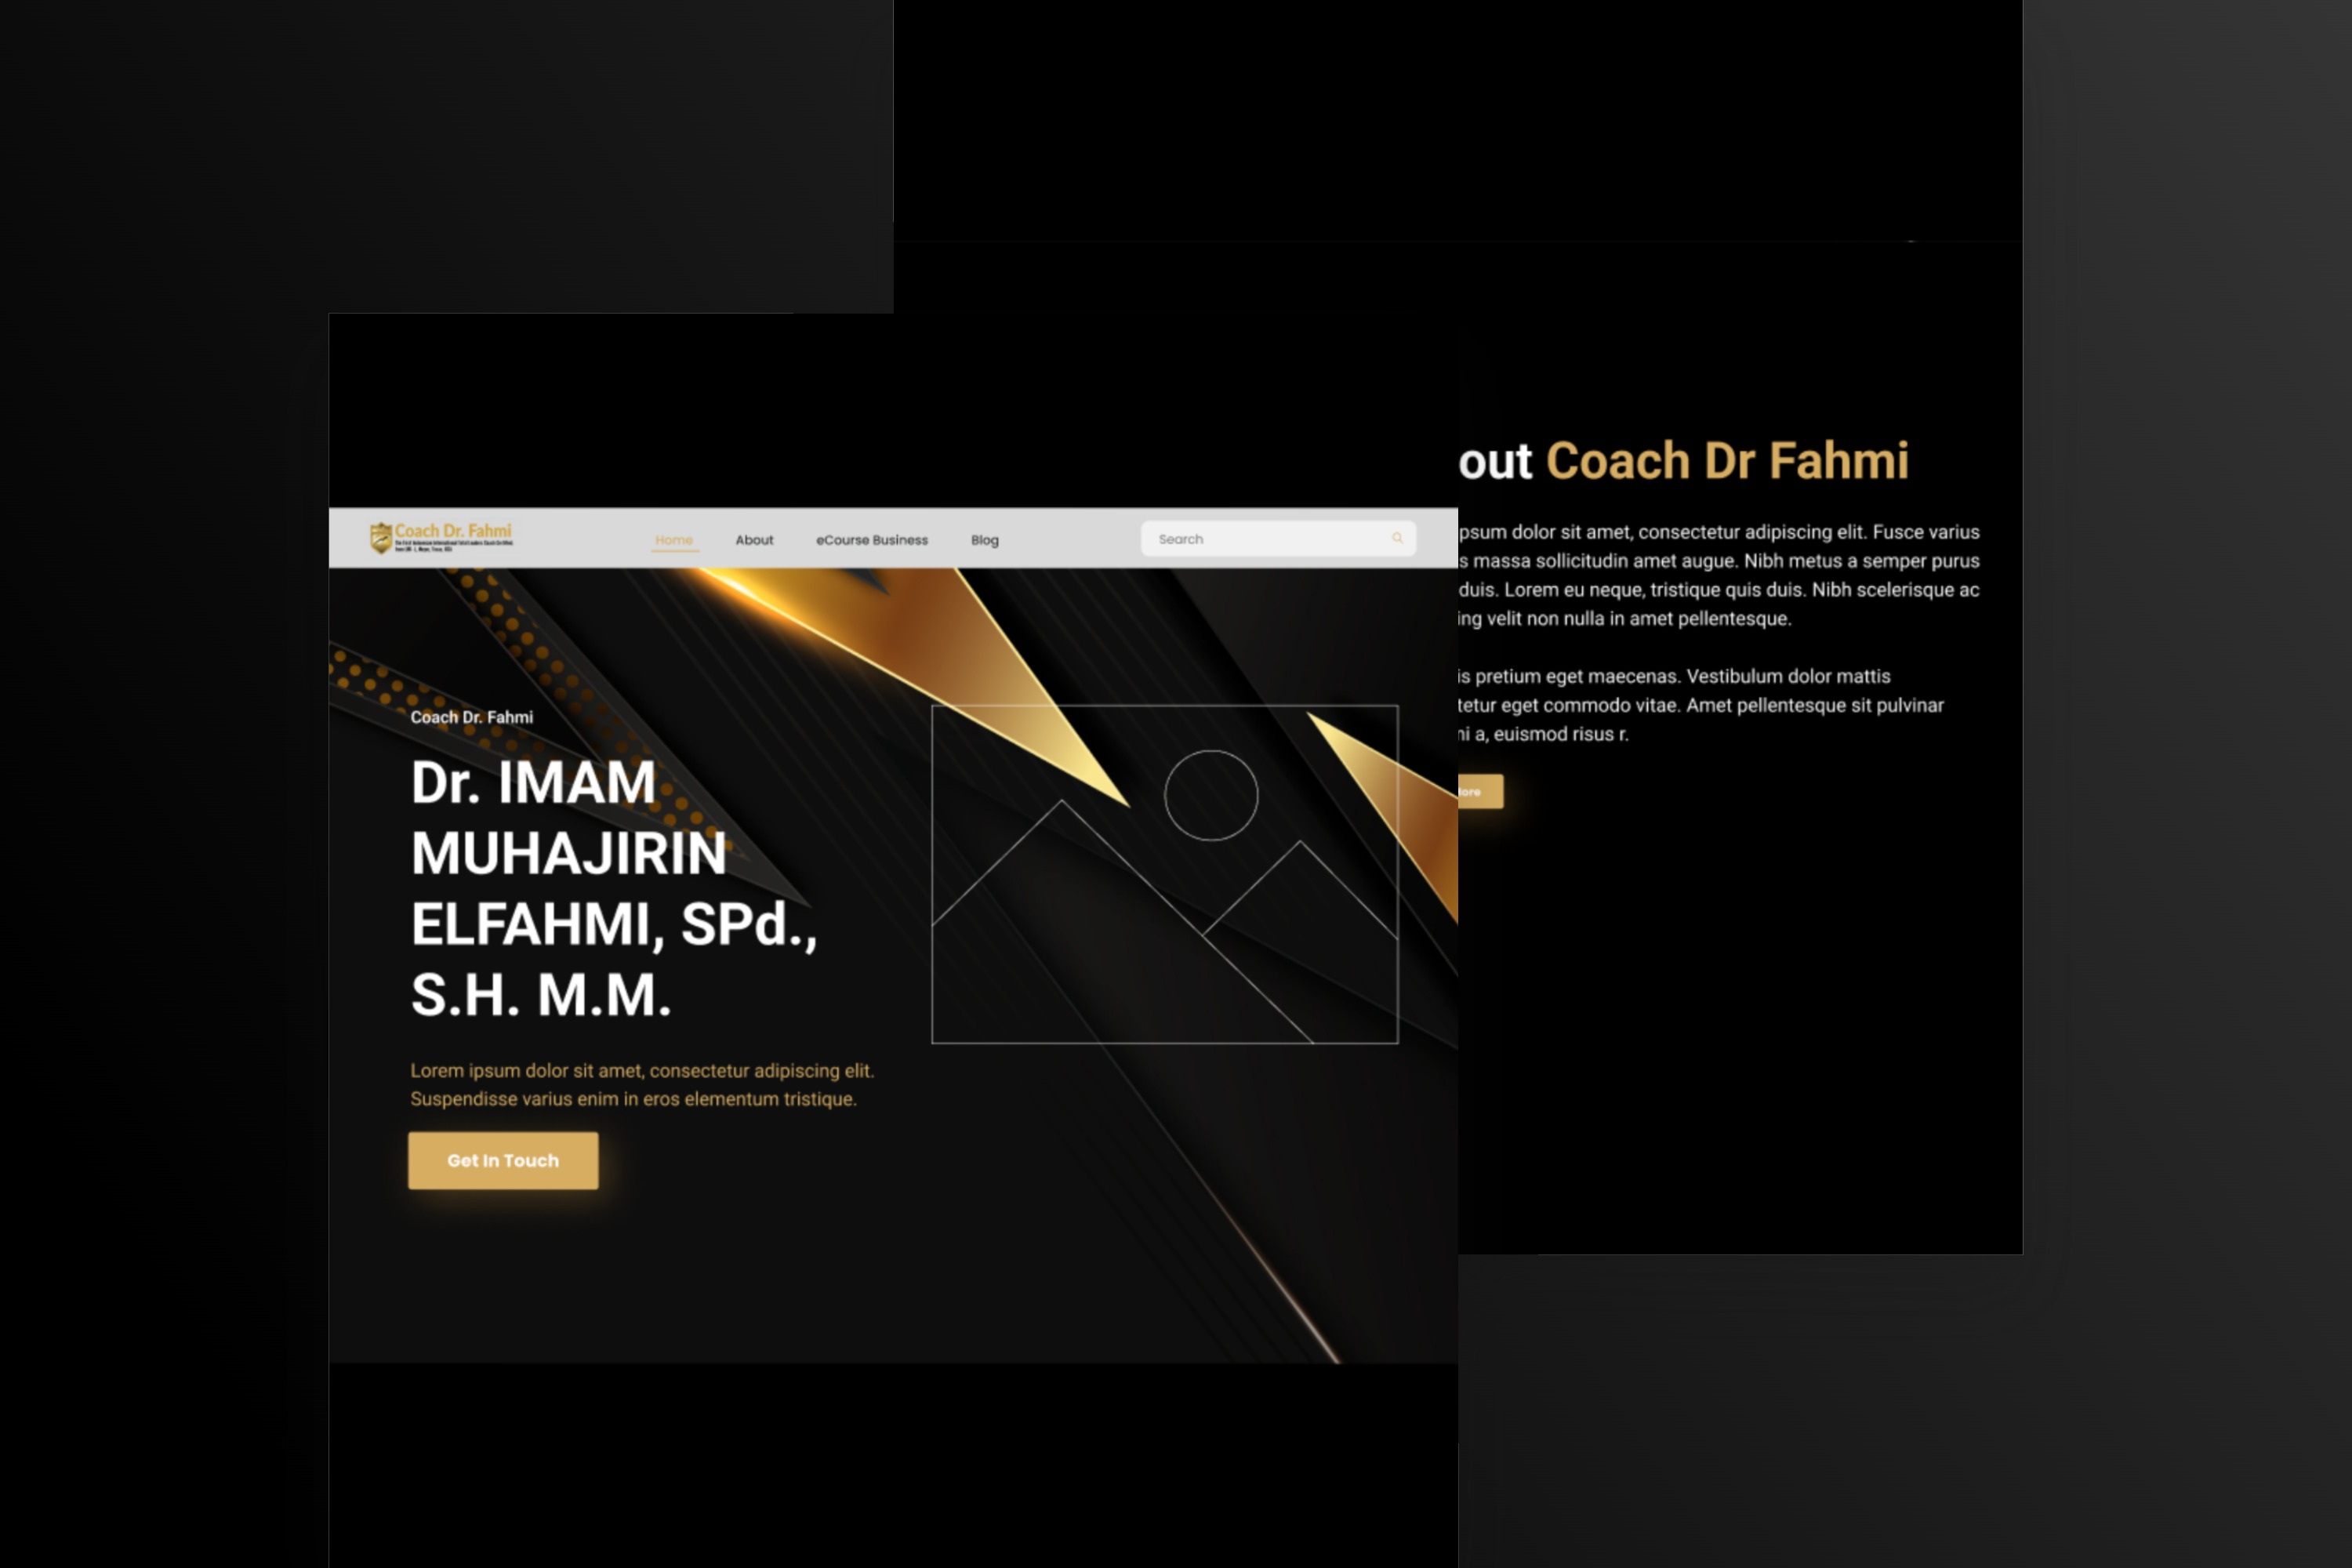 Coach Dr. Fahmi
Home
About
eCourse Business
Blog
Search
Coach Dr. Fahmi
Dr. IMAM
MUHAJIRIN
ELFAHMI, SPd.,
S.H. M.M.
Lorem ipsum dolor sit amet, consectetur adipiscing elit.
Suspendisse varius enim in eros elementum tristique.
Get In Touch
out Coach Dr Fahmi
psum dolor sit amet, consectetur adipiscing elit. Fusce varius
s massa sollicitudin amet augue. Nibh metus a semper purus
duis. Lorem eu neque, tristique quis duis. Nibh scelerisque ac
ing velit non nulla in amet pellentesque.
is pretium eget maecenas. Vestibulum dolor mattis
tetur eget commodo vitae. Amet pellentesque sit pulvinar
ni a, euismod risus r.
lore